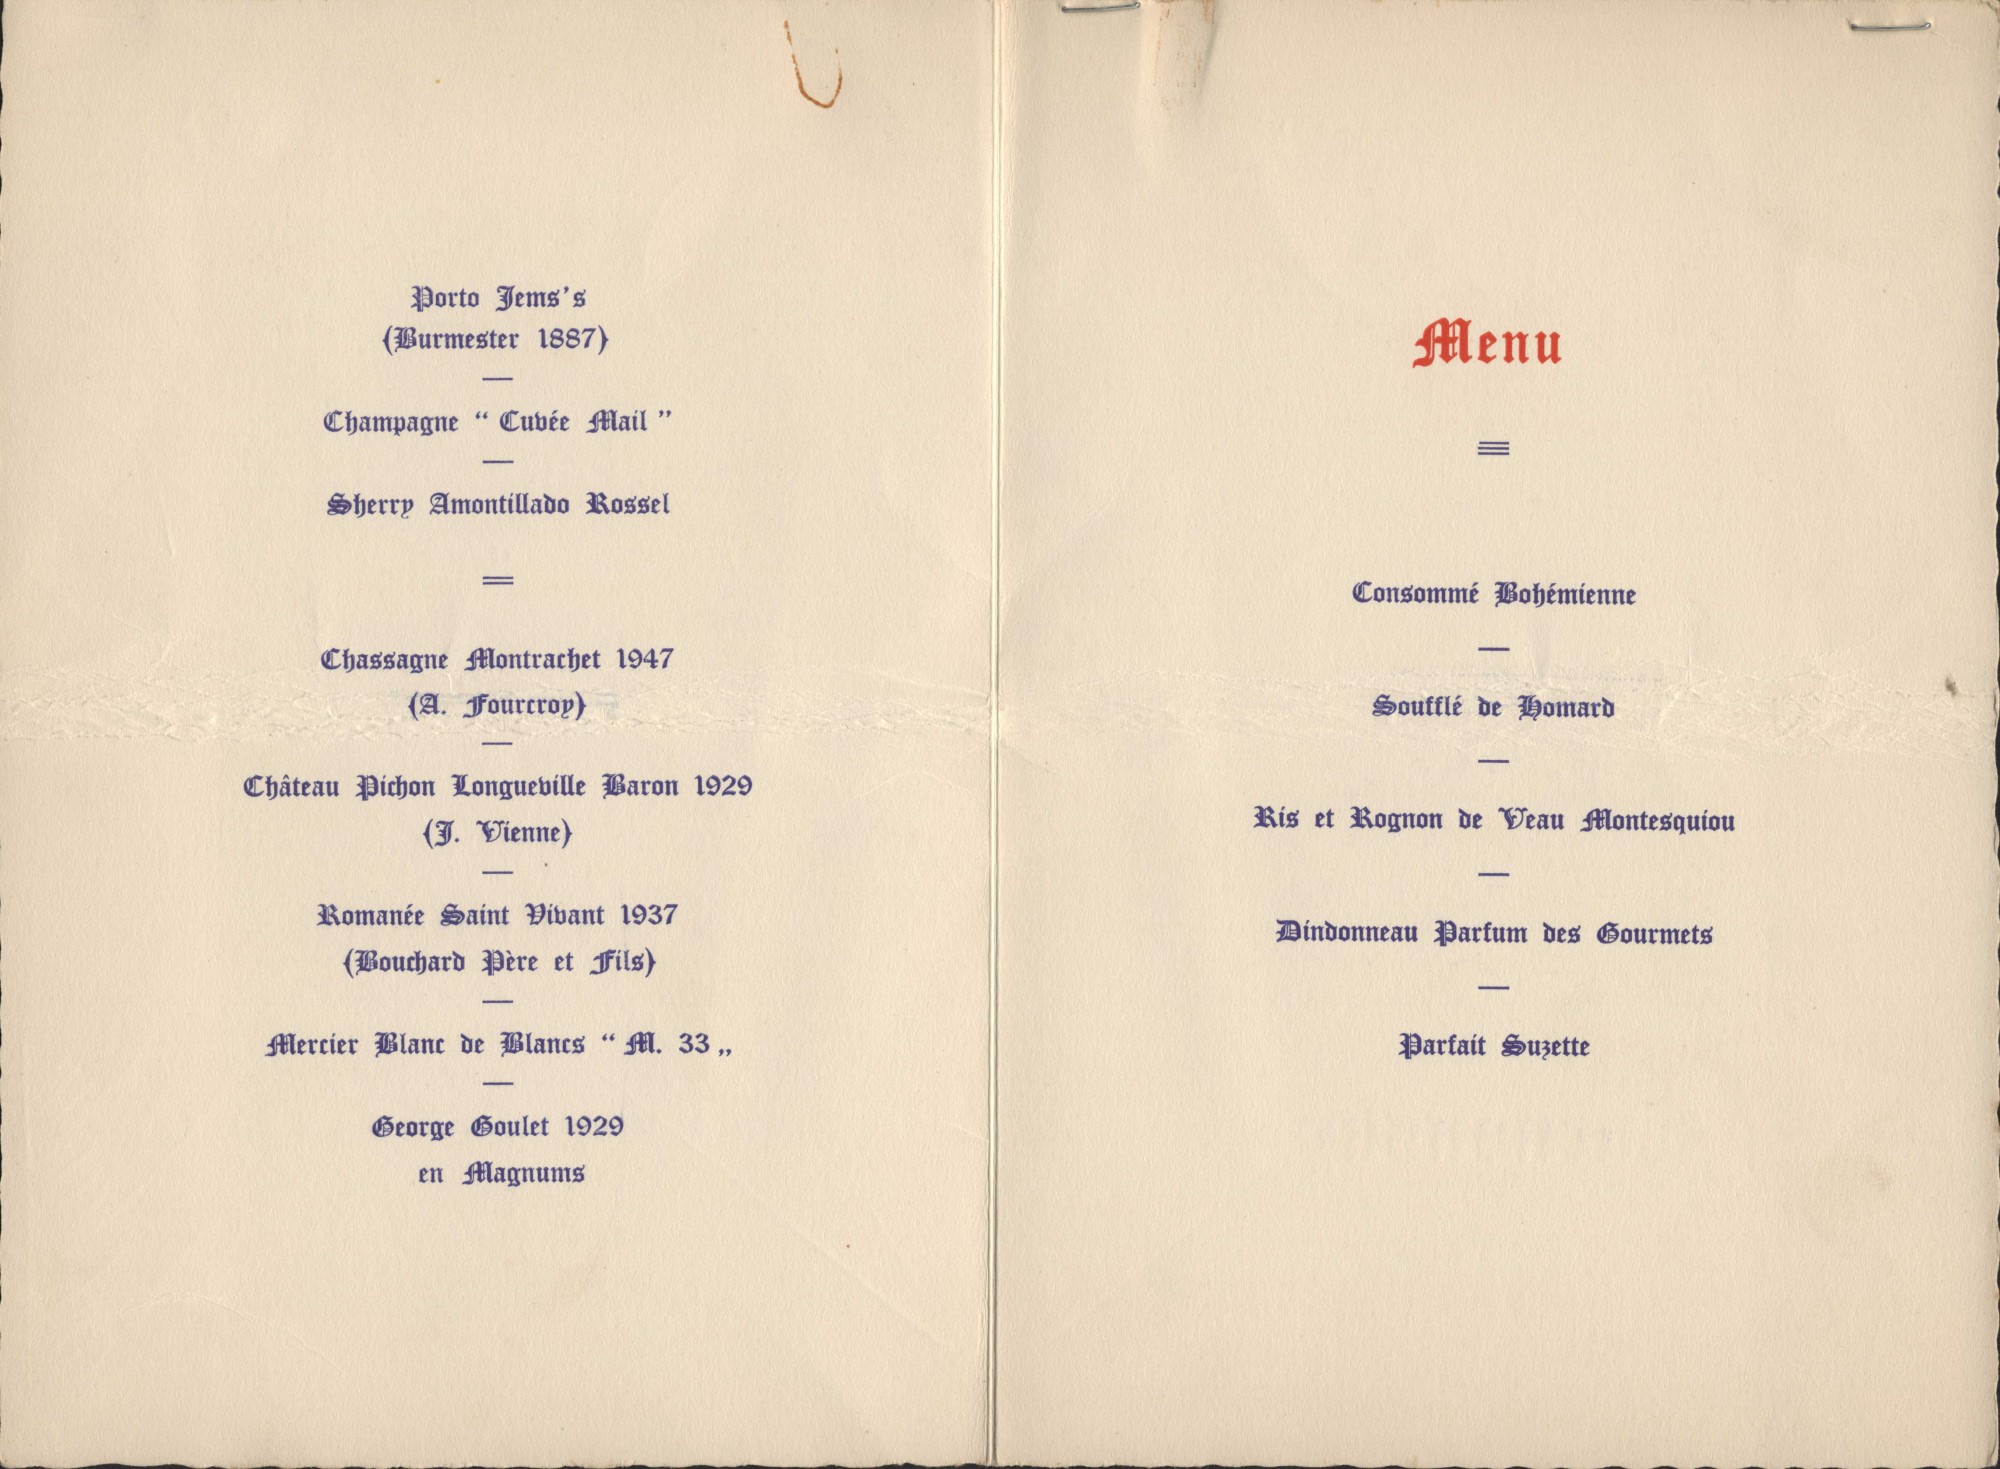 Porto Jems's
(Burmester 1887)
Champagne “ Cuvée Mail ”
Sherry Amontillado Rossel
Chassagne Montrachet 1947
(A. Fourcroy)
Château Pichon Longueville Baron 1929
(J. Vienne)
Romanée Saint Vivant 1937
(Bouchard Père et Fils)
Mercier Blanc de Blancs “ M. 33 „
George Goulet 1929
en Magnums
Menu
Consommé Bohémienne
Soufflé de Homard
Ris et Rognon de Veau Montesquiou
Dindonneau Parfum des Gourmets
Parfait Suzette